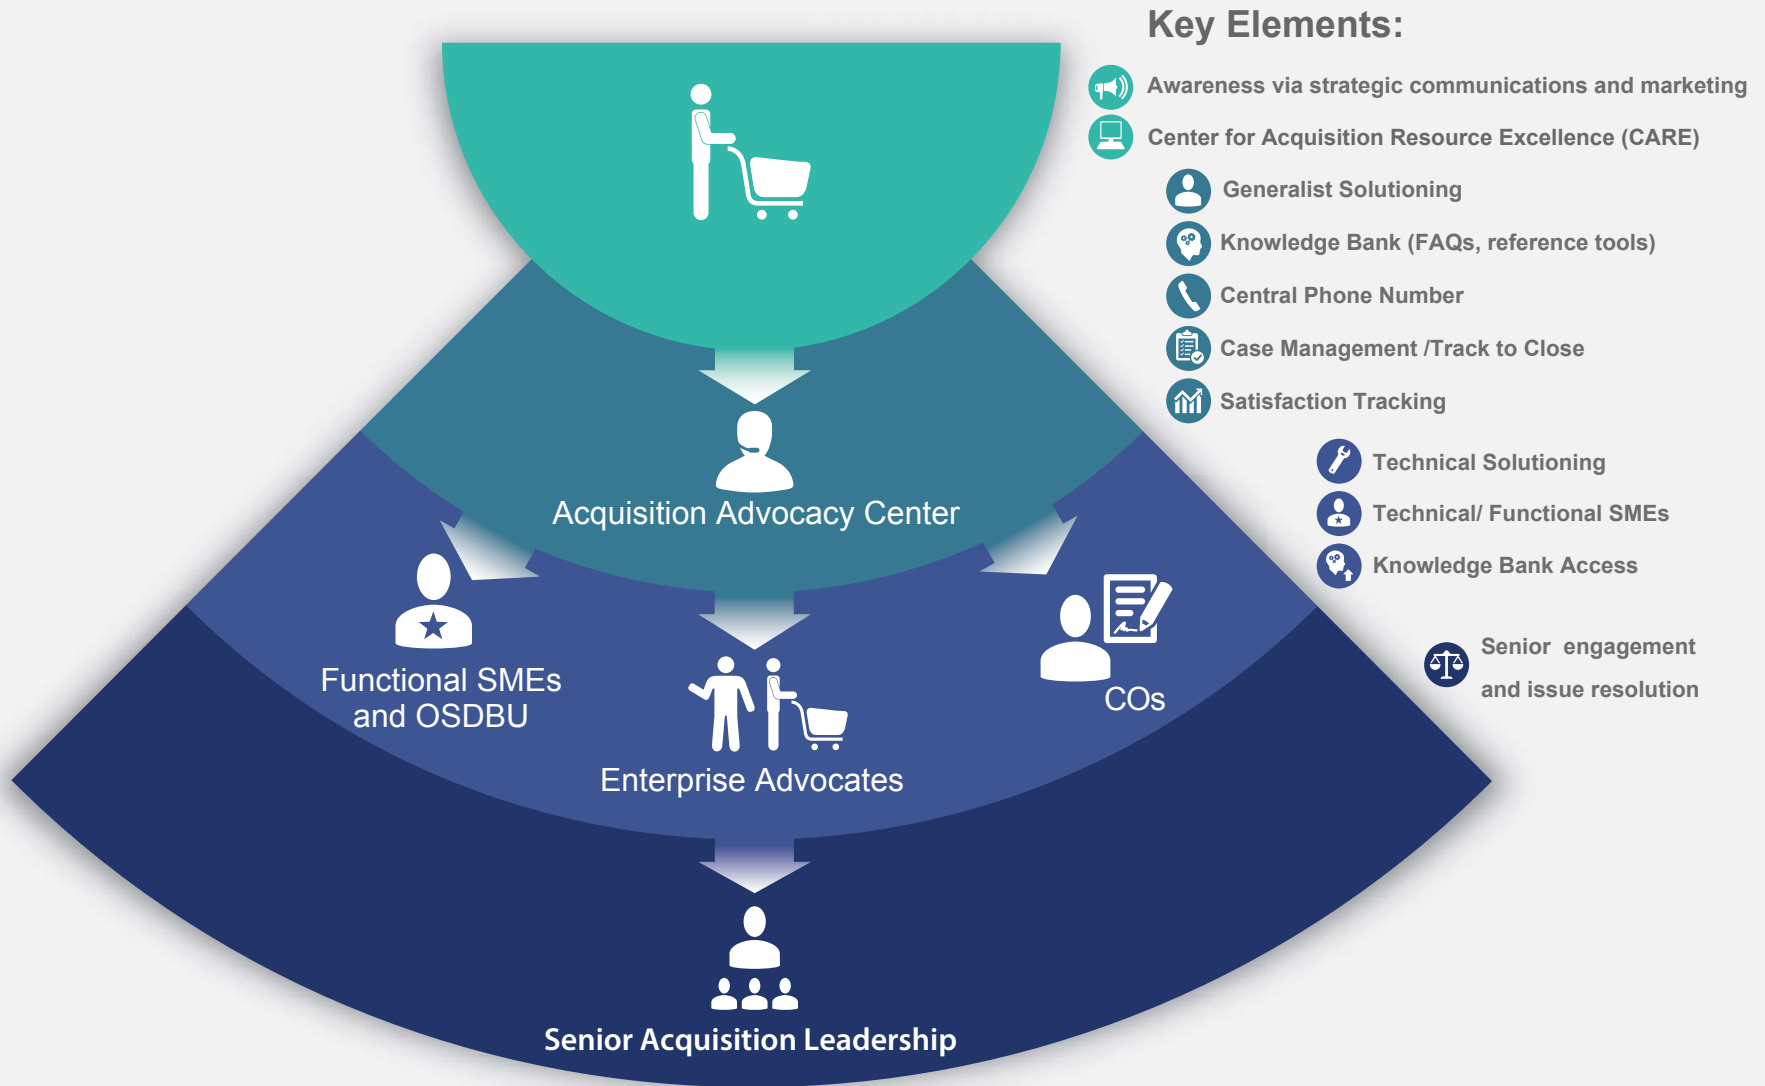 Key Elements:
Awareness via strategic communications and marketing
Center for Acquisition Resource Excellence (CARE)
Generalist Solutioning
Knowledge Bank (FAQs, reference tools)
Central Phone Number
Case Management /Track to Close
Satisfaction Tracking
Technical Solutioning
Technical/ Functional SMEs
Knowledge Bank Access
Senior engagement
and issue resolution
Acquisition Advocacy Center
Functional SMEs
and OSDBU
Enterprise Advocates
COs
Senior Acquisition Leadership